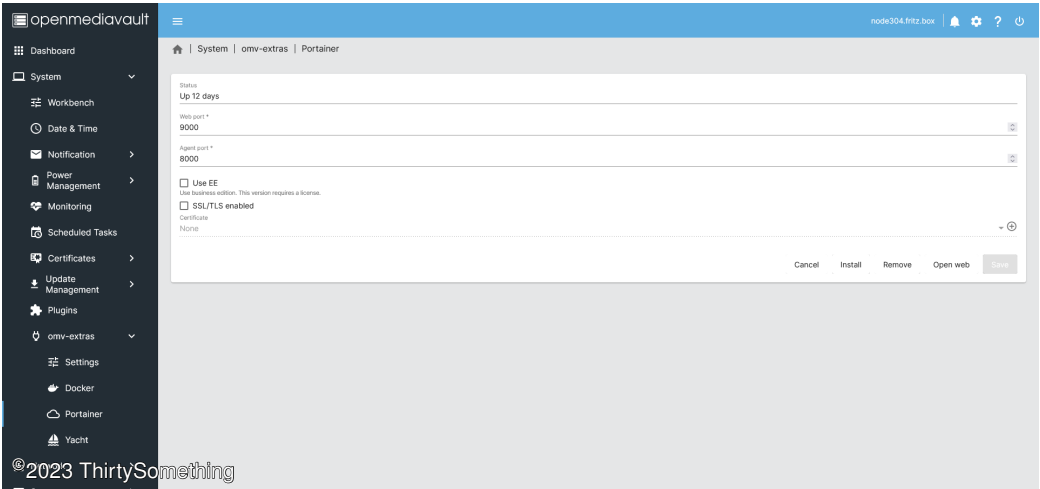 openmediavault
node304.fritz.box
Dashboard
System | omv-extras | Portainer
System
Workbench
Date & Time
Notification
Power
Management
Monitoring
Scheduled Tasks
Certificates
Update
Management
Plugins
omv-extras
Settings
Docker
Portainer
Yacht
Status
Up 12 days
Web port *
9000
Agent port *
8000
Use EE
Use business edition. This version requires a license.
SSL/TLS enabled
Certificate
None
Cancel Install Remove Open web Save
©2023 ThirtySomething